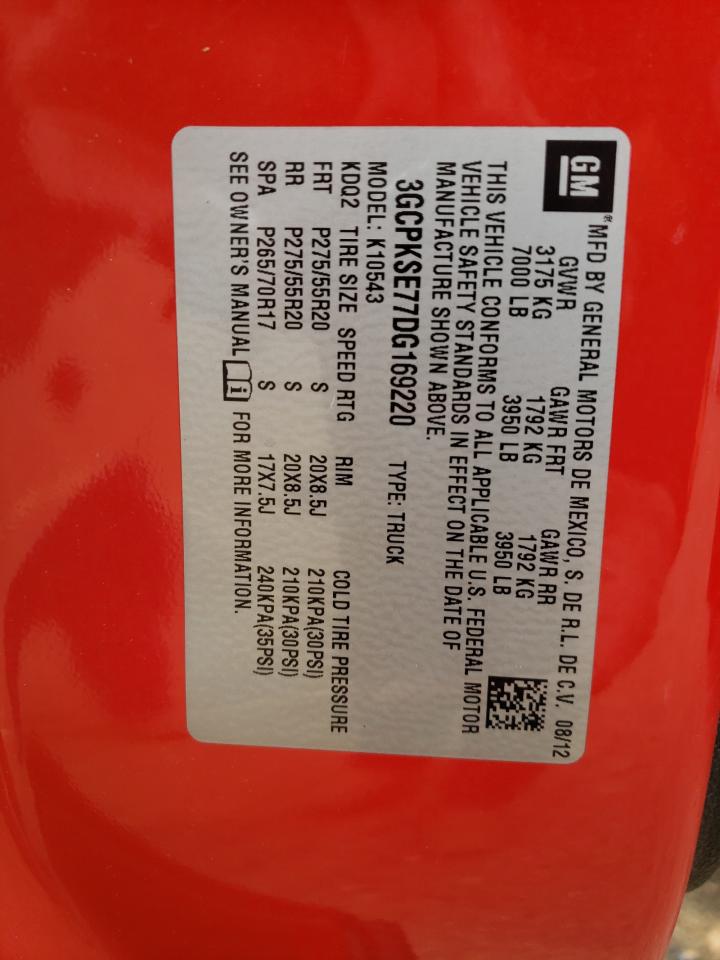 GM® MFD BY GENERAL MOTORS DE MEXICO, S. DE R.L. DE C.V. 08/12
GVWR GAWR FRT GAWR RR
3175 KG 1792 KG 1792 KG
7000 LB 3950 LB 3950 LB
THIS VEHICLE CONFORMS TO ALL APPLICABLE U.S. FEDERAL MOTOR
VEHICLE SAFETY STANDARDS IN EFFECT ON THE DATE OF
MANUFACTURE SHOWN ABOVE.
3GCPKSE77DG169220 TYPE: TRUCK
MODEL: K10543
KDQ2 TIRE SIZE SPEED RTG RIM COLD TIRE PRESSURE
FRT P275/55R20 S 20X8.5J 210KPA(30PSI)
RR P275/55R20 S 20X8.5J 210KPA(30PSI)
SPA P265/70R17 S 17X7.5J 240KPA(35PSI)
SEE OWNER'S MANUAL i FOR MORE INFORMATION.